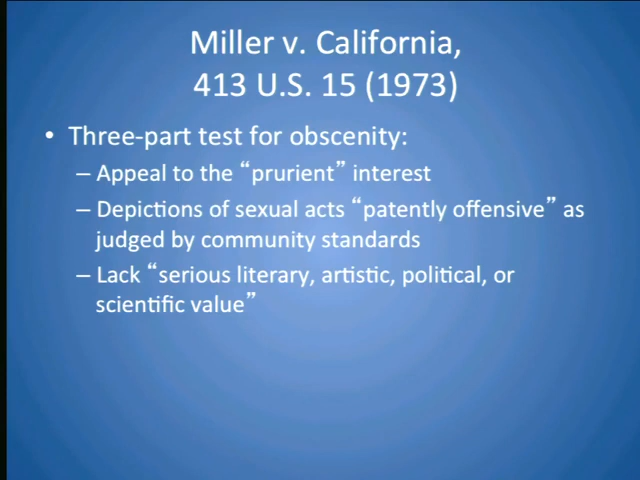 Miller v. California,
413 U.S. 15 (1973)
• Three-part test for obscenity:
– Appeal to the “prurient” interest
– Depictions of sexual acts “patently offensive” as
judged by community standards
– Lack “serious literary, artistic, political, or
scientific value”